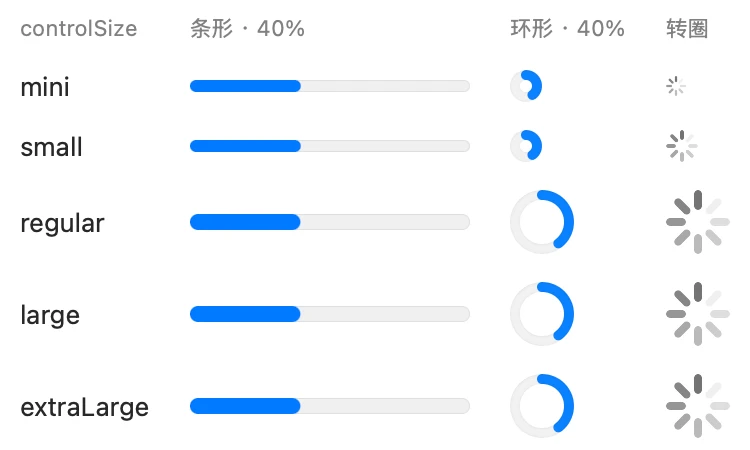 controlSize 条形 · 40% 环形 · 40% 转圈
mini
small
regular
large
extraLarge